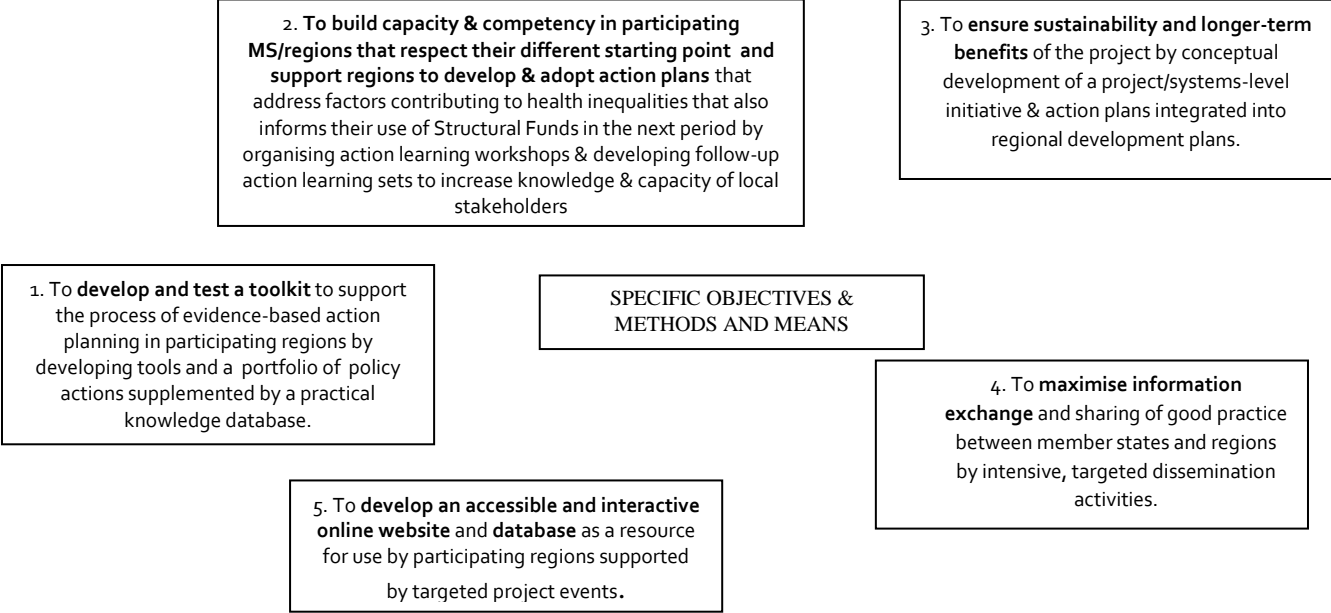 2. To build capacity & competency in participating
MS/regions that respect their different starting point and
support regions to develop & adopt action plans that
address factors contributing to health inequalities that also
informs their use of Structural Funds in the next period by
organising action learning workshops & developing follow-up
action learning sets to increase knowledge & capacity of local
stakeholders
3. To ensure sustainability and longer-term
benefits of the project by conceptual
development of a project/systems-level
initiative & action plans integrated into
regional development plans.
1. To develop and test a toolkit to support
the process of evidence-based action
planning in participating regions by
developing tools and a portfolio of policy
actions supplemented by a practical
knowledge database.
SPECIFIC OBJECTIVES &
METHODS AND MEANS
4. To maximise information
exchange and sharing of good practice
between member states and regions
by intensive, targeted dissemination
activities.
5. To develop an accessible and interactive
online website and database as a resource
for use by participating regions supported
by targeted project events.